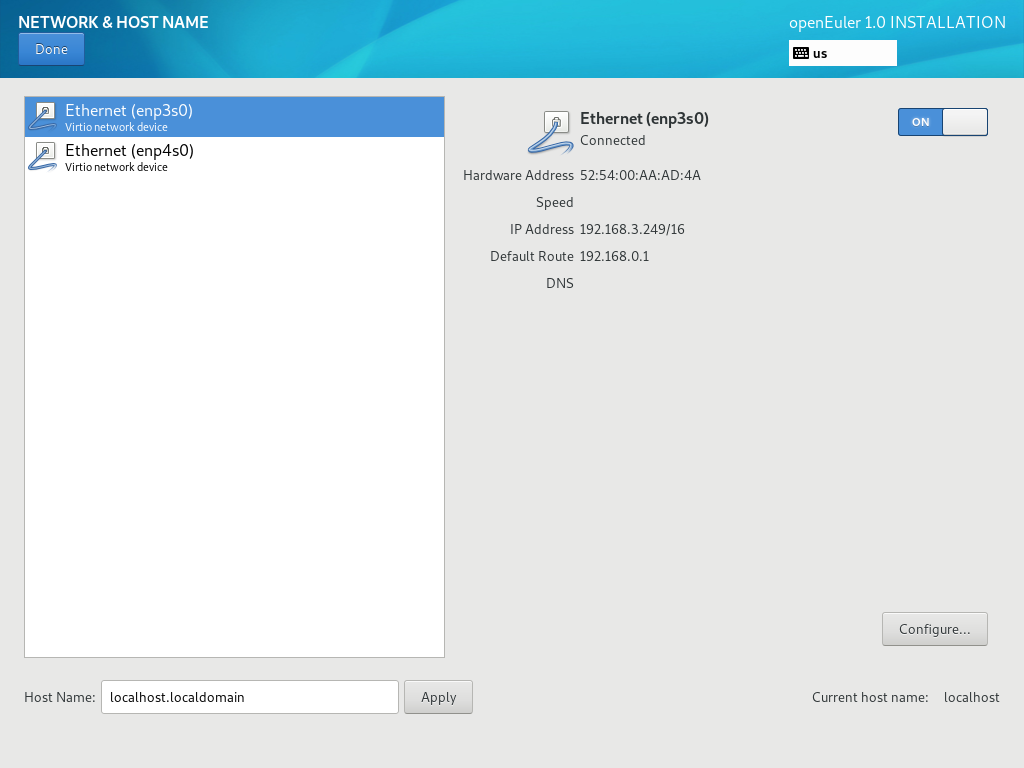 NETWORK & HOST NAME
openEuler 1.0 INSTALLATION
Done
us
Ethernet (enp3s0)
Virtio network device
Ethernet (enp4s0)
Virtio network device
Ethernet (enp3s0)
Connected
ON
Hardware Address 52:54:00:AA:AD:4A
Speed
IP Address 192.168.3.249/16
Default Route 192.168.0.1
DNS
Configure...
Host Name: localhost.localdomain Apply
Current host name: localhost